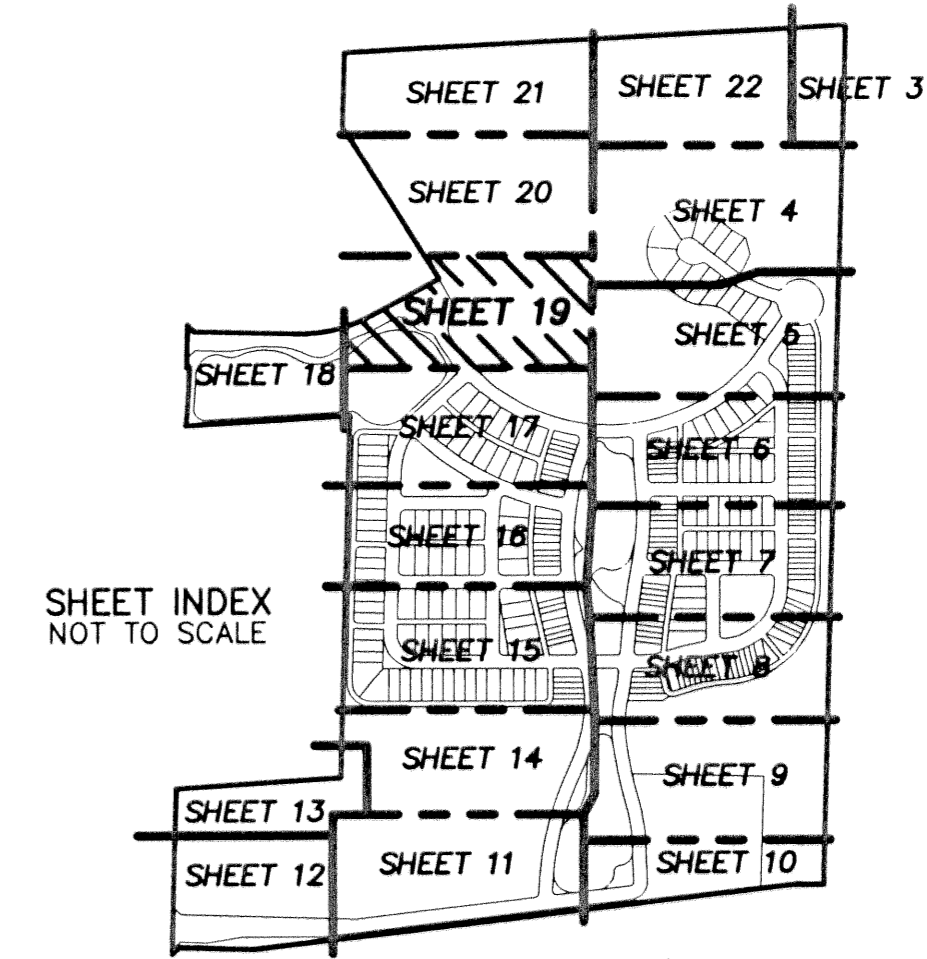 SHEET 21
SHEET 22
SHEET 3
SHEET 20
SHEET 4
SHEET 19
SHEET 5
SHEET 18
SHEET 17
SHEET 6
SHEET 16
SHEET 7
SHEET INDEX
NOT TO SCALE
SHEET 15
SHEET 8
SHEET 14
SHEET 9
SHEET 13
SHEET 11
SHEET 10
SHEET 12